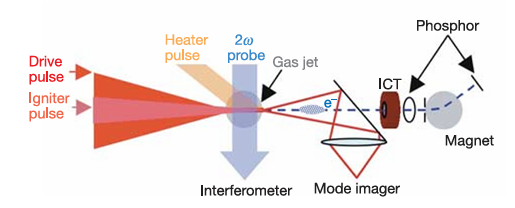 Phosphor
Heater
pulse
2ω
probe
Gas jet
Drive
pulse
Igniter
pulse
e⁻
ICT
Magnet
Interferometer
Mode imager